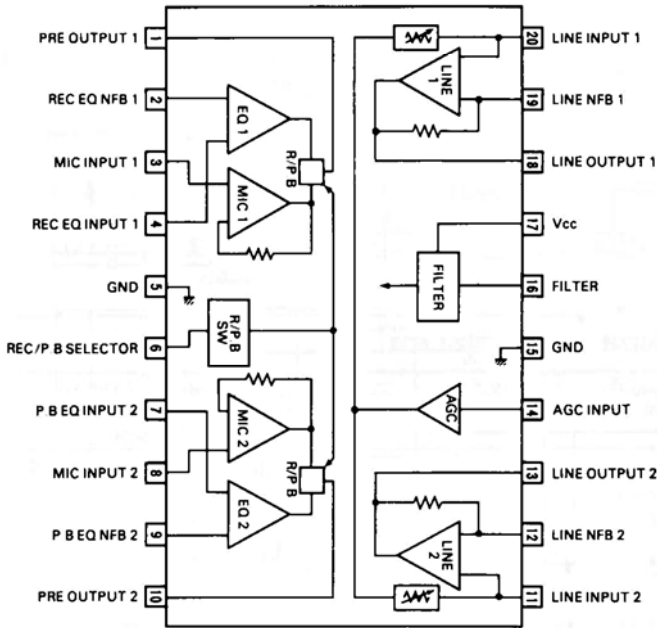 PRE OUTPUT 1
1
REC EQ NFB 1
2
MIC INPUT 1
3
REC EQ INPUT 1
4
GND
5
REC/P.B SELECTOR
6
P B EQ INPUT 2
7
MIC INPUT 2
8
P B EQ NFB 2
9
PRE OUTPUT 2
10
EQ 1
R/P B
MIC 1
R/P.B
SW
MIC 2
R/P B
EQ 2
LINE
1
FILTER
AGC
LINE
2
20
LINE INPUT 1
19
LINE NFB 1
18
LINE OUTPUT 1
17
Vcc
16
FILTER
15
GND
14
AGC INPUT
13
LINE OUTPUT 2
12
LINE NFB 2
11
LINE INPUT 2